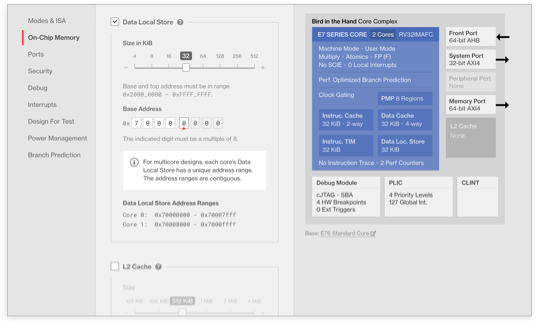 Modes & ISA
On-Chip Memory
Ports
Security
Debug
Interrupts
Design For Test
Power Management
Branch Prediction
Data Local Store ?
Size in KiB
4 8 16 32 64 128 256 512
− +
Base and top address must be in range
0x2000_0000 – 0xFFFF_FFFF.
Base Address
0x 7 0 0 0 0 0 0 0
The indicated digit must be a multiple of 8.
For multicore designs, each core's Data
Local Store has a unique address range.
The address ranges are contiguous.
Data Local Store Address Ranges
Core 0: 0x70000000 - 0x70007fff
Core 1: 0x70008000 - 0x7000ffff
L2 Cache ?
Size
128 KiB 256 KiB 512 KiB 1 MiB 2 MiB 4 MiB
Bird in the Hand Core Complex
E7 SERIES CORE 2 Cores RV32IMAFC
Machine Mode · User Mode
Multiply · Atomics · FP (F)
No SCIE · 0 Local Interrupts
Perf. Optimized Branch Prediction
Clock Gating
PMP 8 Regions
Instruc. Cache
32 KiB · 2-way
Data Cache
32 KiB · 4-way
Instruc. TIM
32 KiB
Data Loc. Store
32 KiB
No Instruction Trace · 2 Perf Counters
Front Port
64-bit AHB
System Port
32-bit AXI4
Peripheral Port
None
Memory Port
64-bit AXI4
L2 Cache
None
Debug Module
cJTAG · SBA
4 HW Breakpoints
0 Ext Triggers
PLIC
4 Priority Levels
127 Global Int.
CLINT
Base: E76 Standard Core